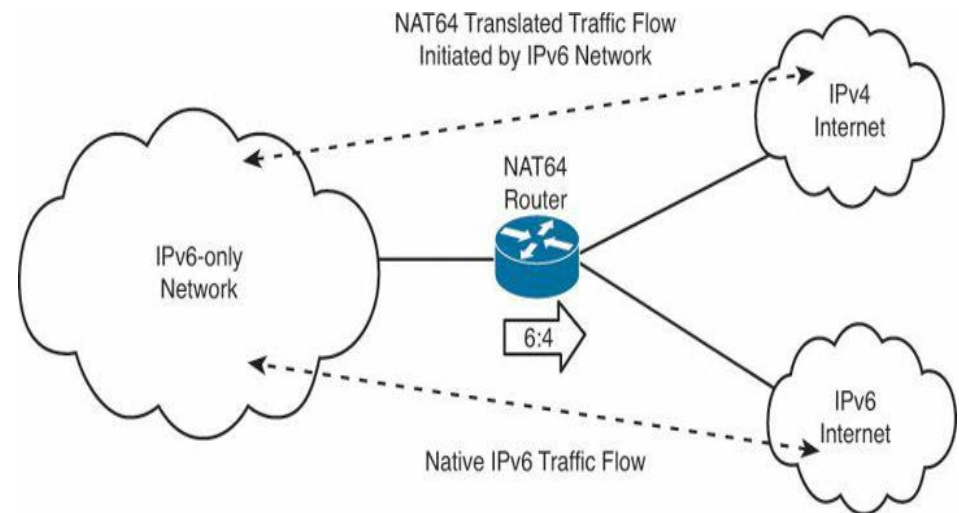 NAT64 Translated Traffic Flow
Initiated by IPv6 Network
IPv4
Internet
NAT64
Router
IPv6-only
Network
6:4
IPv6
Internet
Native IPv6 Traffic Flow